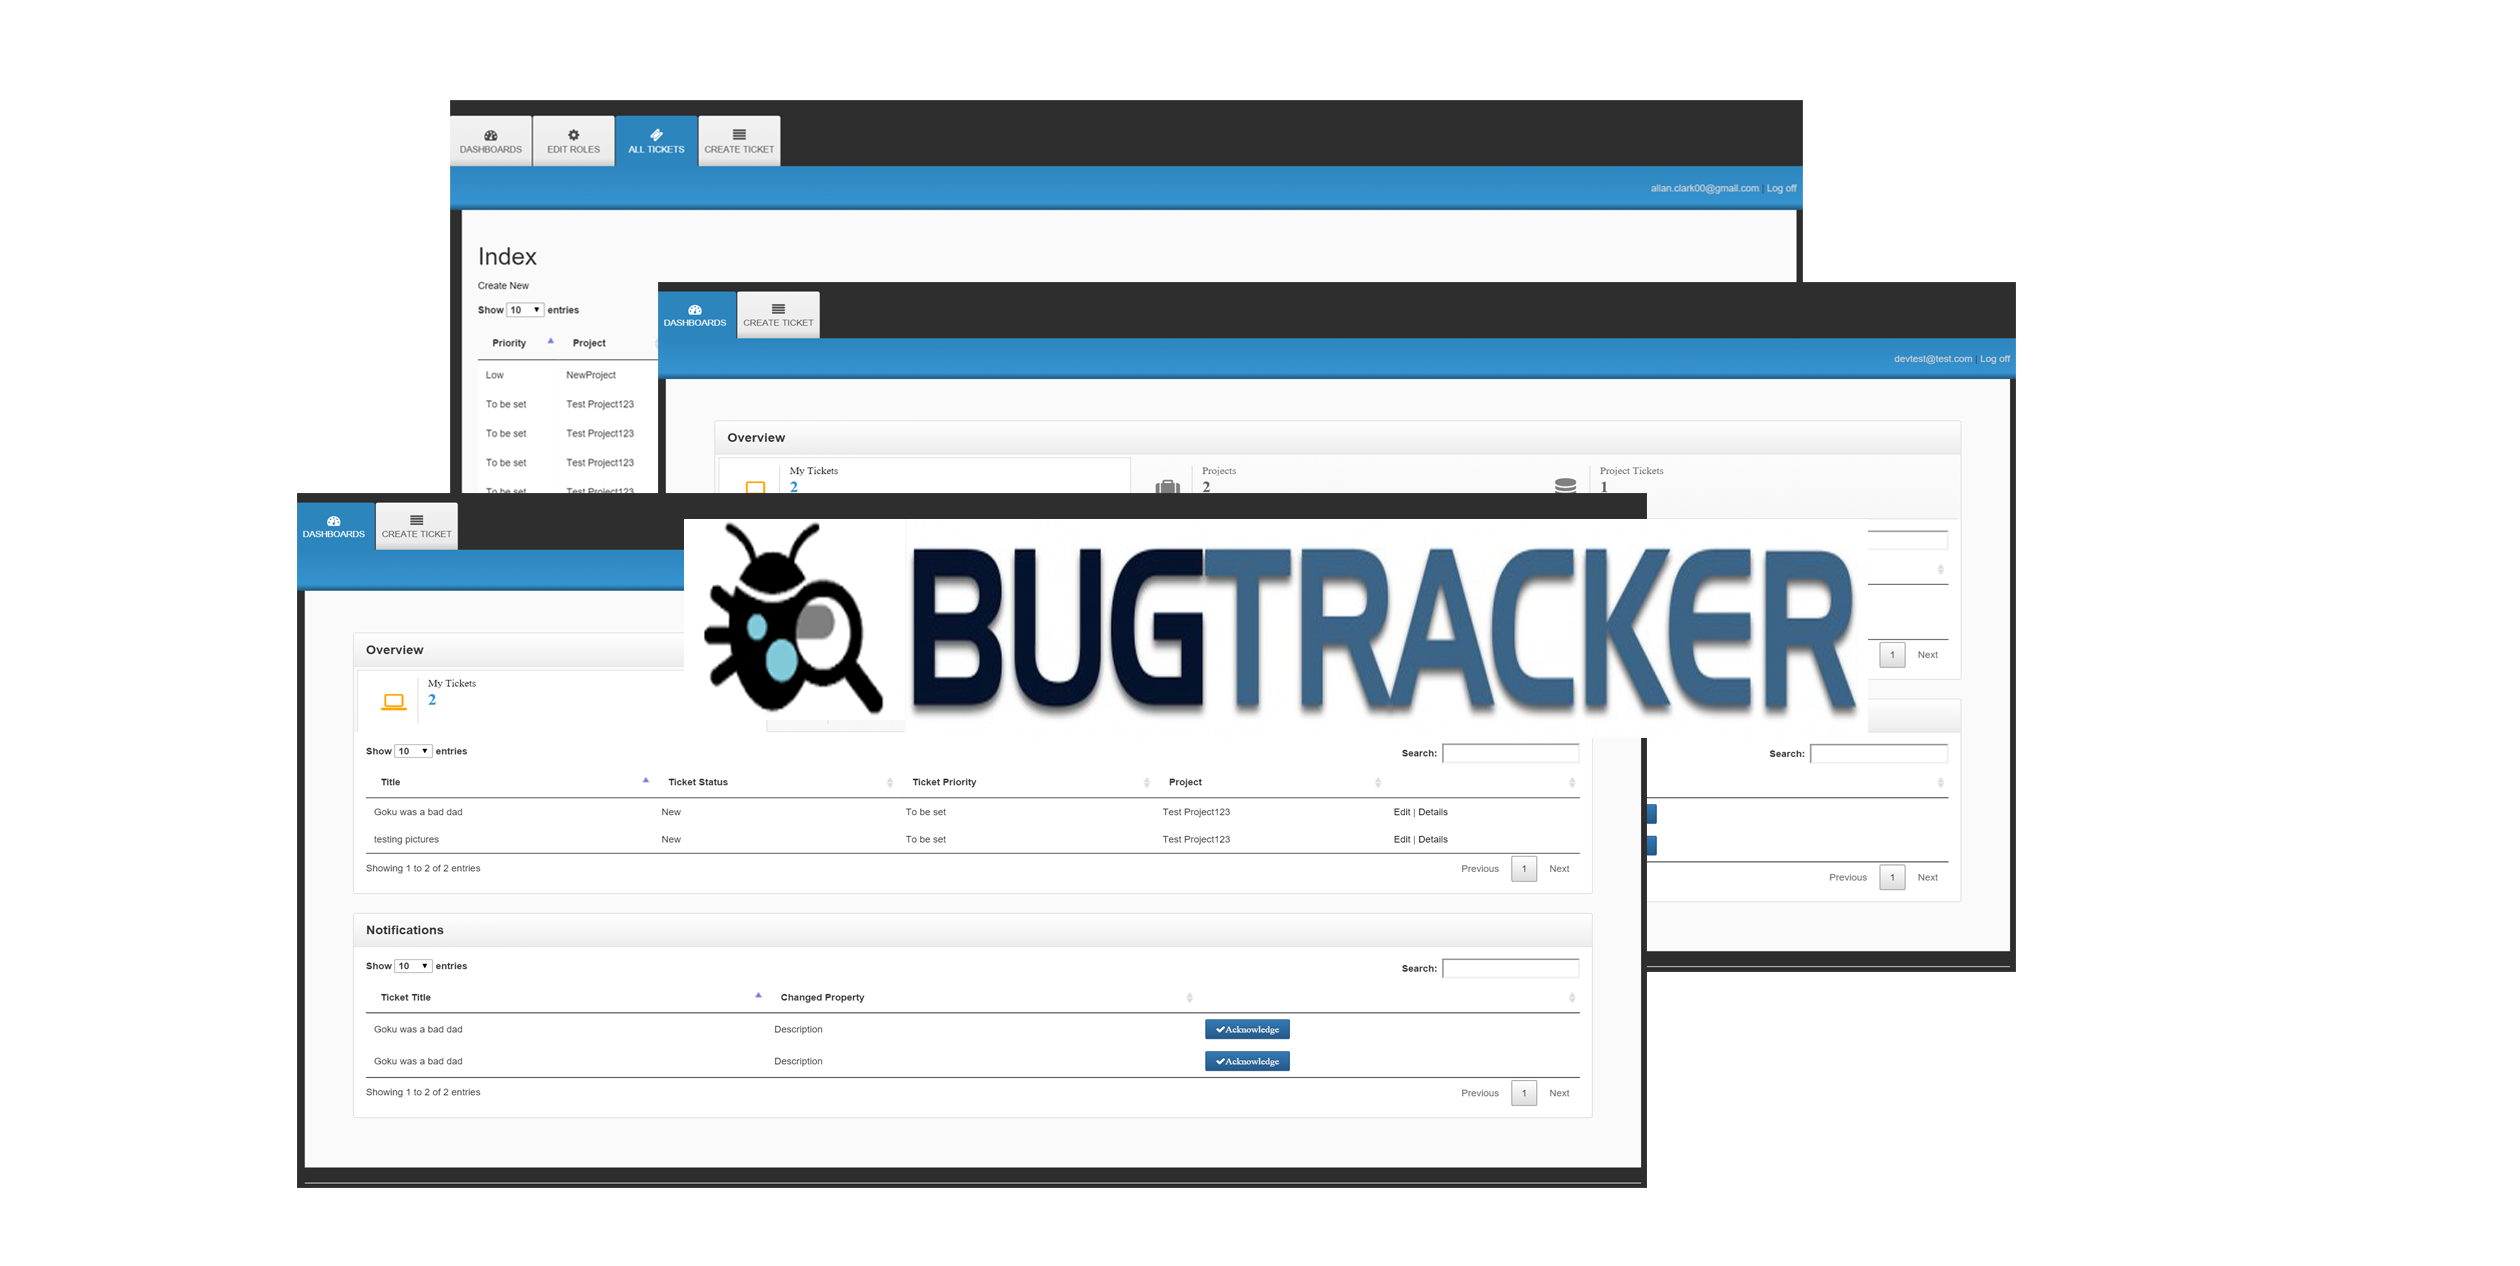 DASHBOARDS EDIT ROLES ALL TICKETS CREATE TICKET
allan.clark00@gmail.com | Log off
Index
Create New
Show 10 entries
Priority Project
Low NewProject
To be set Test Project123
To be set Test Project123
To be set Test Project123
To be set Test Project123
DASHBOARDS CREATE TICKET
devtest@test.com | Log off
Overview
My Tickets Projects Project Tickets
2 2 1
1 Next
Search:
Previous 1 Next
DASHBOARDS CREATE TICKET
BUGTRACKER
Overview
My Tickets
2
Show 10 entries Search:
Title Ticket Status Ticket Priority Project
Goku was a bad dad New To be set Test Project123 Edit | Details
testing pictures New To be set Test Project123 Edit | Details
Showing 1 to 2 of 2 entries Previous 1 Next
Notifications
Show 10 entries Search:
Ticket Title Changed Property
Goku was a bad dad Description Acknowledge
Goku was a bad dad Description Acknowledge
Showing 1 to 2 of 2 entries Previous 1 Next